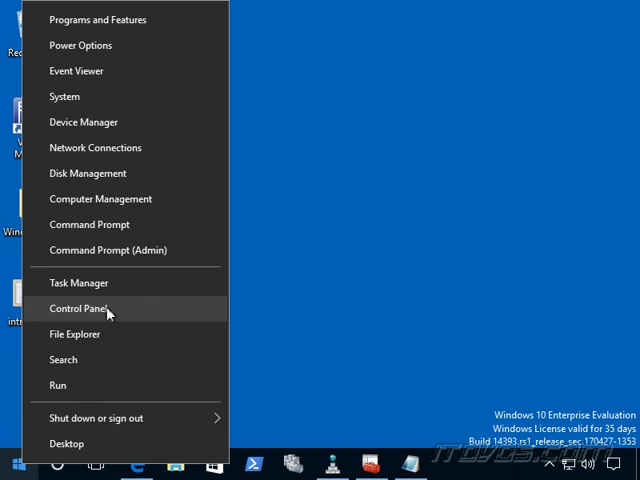 Programs and Features
Power Options
Event Viewer
System
Device Manager
Network Connections
Disk Management
Computer Management
Command Prompt
Command Prompt (Admin)
Task Manager
Control Panel
File Explorer
Search
Run
Shut down or sign out
Desktop
Windows 10 Enterprise Evaluation
Windows License valid for 35 days
Build 14393.rs1_release_sec.170427-1353
ITdvds.com